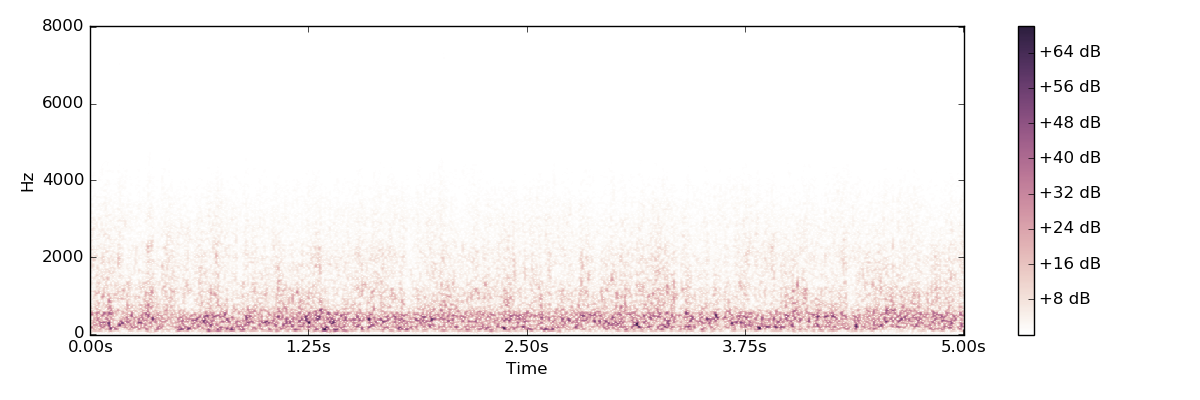 8000
6000
4000
2000
0
Hz
0.00s
1.25s
2.50s
3.75s
5.00s
Time
+64 dB
+56 dB
+48 dB
+40 dB
+32 dB
+24 dB
+16 dB
+8 dB